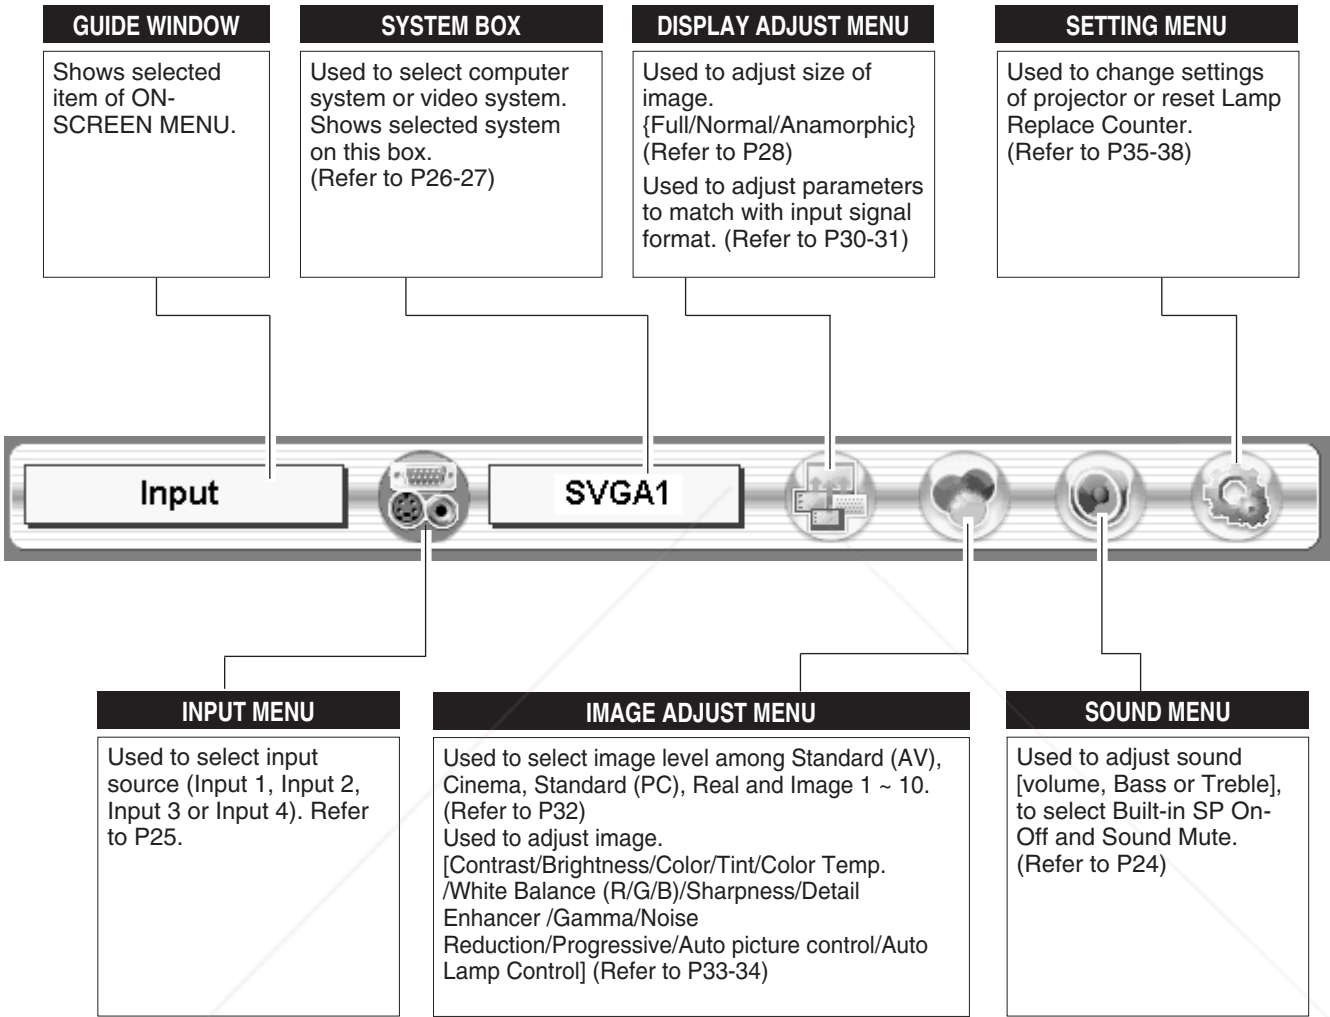 GUIDE WINDOW
Shows selected
item of ON-
SCREEN MENU.
SYSTEM BOX
Used to select computer
system or video system.
Shows selected system
on this box.
(Refer to P26-27)
DISPLAY ADJUST MENU
Used to adjust size of
image.
{Full/Normal/Anamorphic}
(Refer to P28)
Used to adjust parameters
to match with input signal
format. (Refer to P30-31)
SETTING MENU
Used to change settings
of projector or reset Lamp
Replace Counter.
(Refer to P35-38)
Input
SVGA1
INPUT MENU
Used to select input
source (Input 1, Input 2,
Input 3 or Input 4). Refer
to P25.
IMAGE ADJUST MENU
Used to select image level among Standard (AV),
Cinema, Standard (PC), Real and Image 1 ~ 10.
(Refer to P32)
Used to adjust image.
[Contrast/Brightness/Color/Tint/Color Temp.
/White Balance (R/G/B)/Sharpness/Detail
Enhancer /Gamma/Noise
Reduction/Progressive/Auto picture control/Auto
Lamp Control] (Refer to P33-34)
SOUND MENU
Used to adjust sound
[volume, Bass or Treble],
to select Built-in SP On-
Off and Sound Mute.
(Refer to P24)